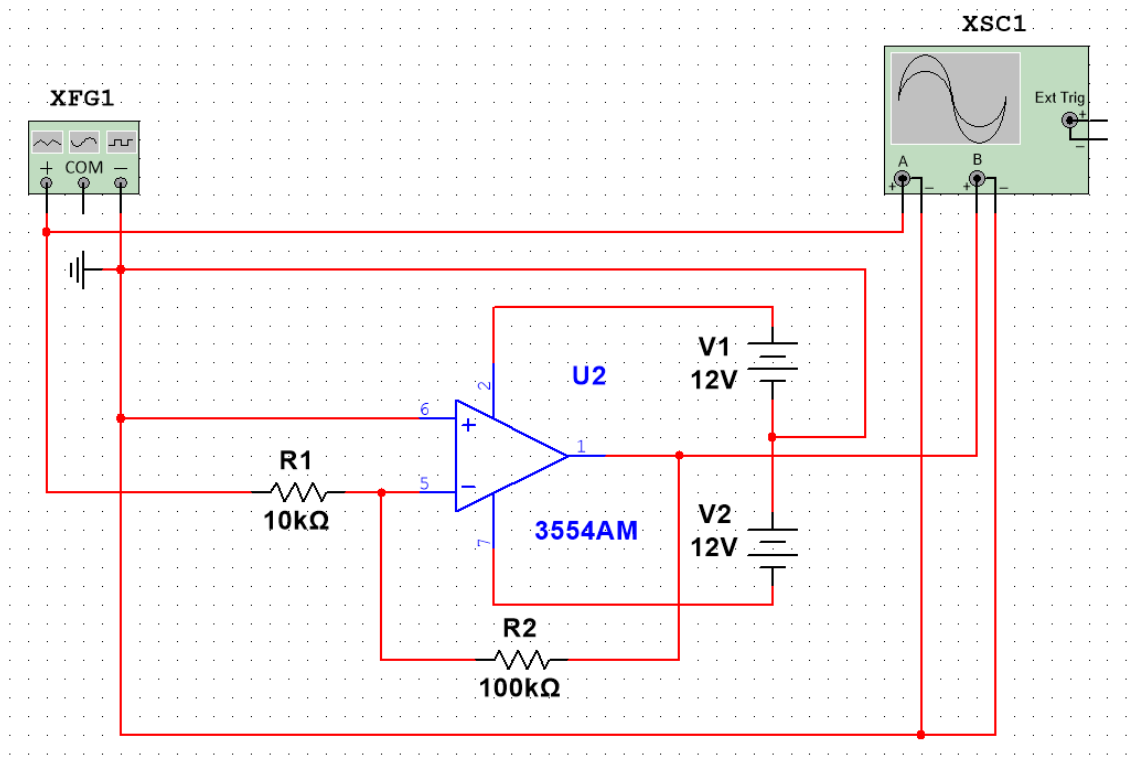 XSC1
XFG1
Ext Trig
+
−
+ COM −
A
B
+
−
+
−
V1
12V
U2
2
6
+
1
R1
5
−
10kΩ
V2
12V
3554AM
7
R2
100kΩ